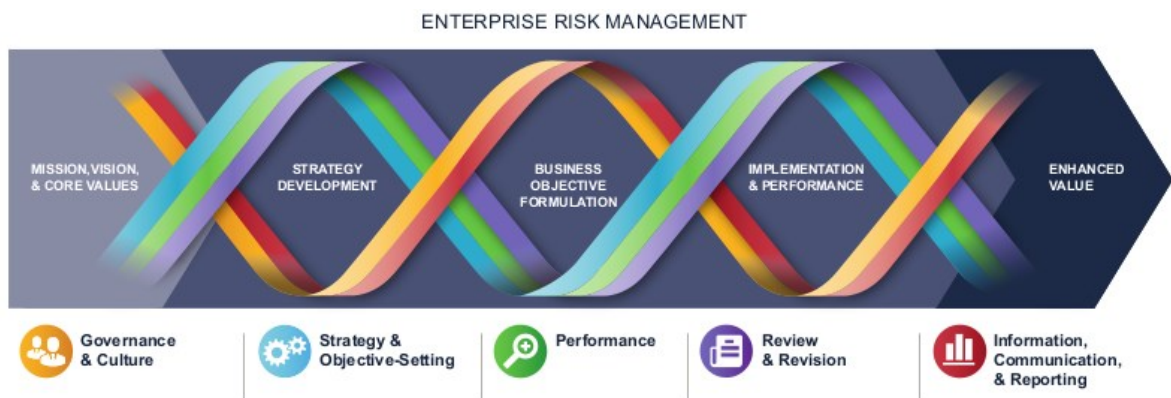 ENTERPRISE RISK MANAGEMENT
MISSION, VISION,
& CORE VALUES
STRATEGY
DEVELOPMENT
BUSINESS
OBJECTIVE
FORMULATION
IMPLEMENTATION
& PERFORMANCE
ENHANCED
VALUE
Governance
& Culture
Strategy &
Objective-Setting
Performance
Review
& Revision
Information,
Communication,
& Reporting